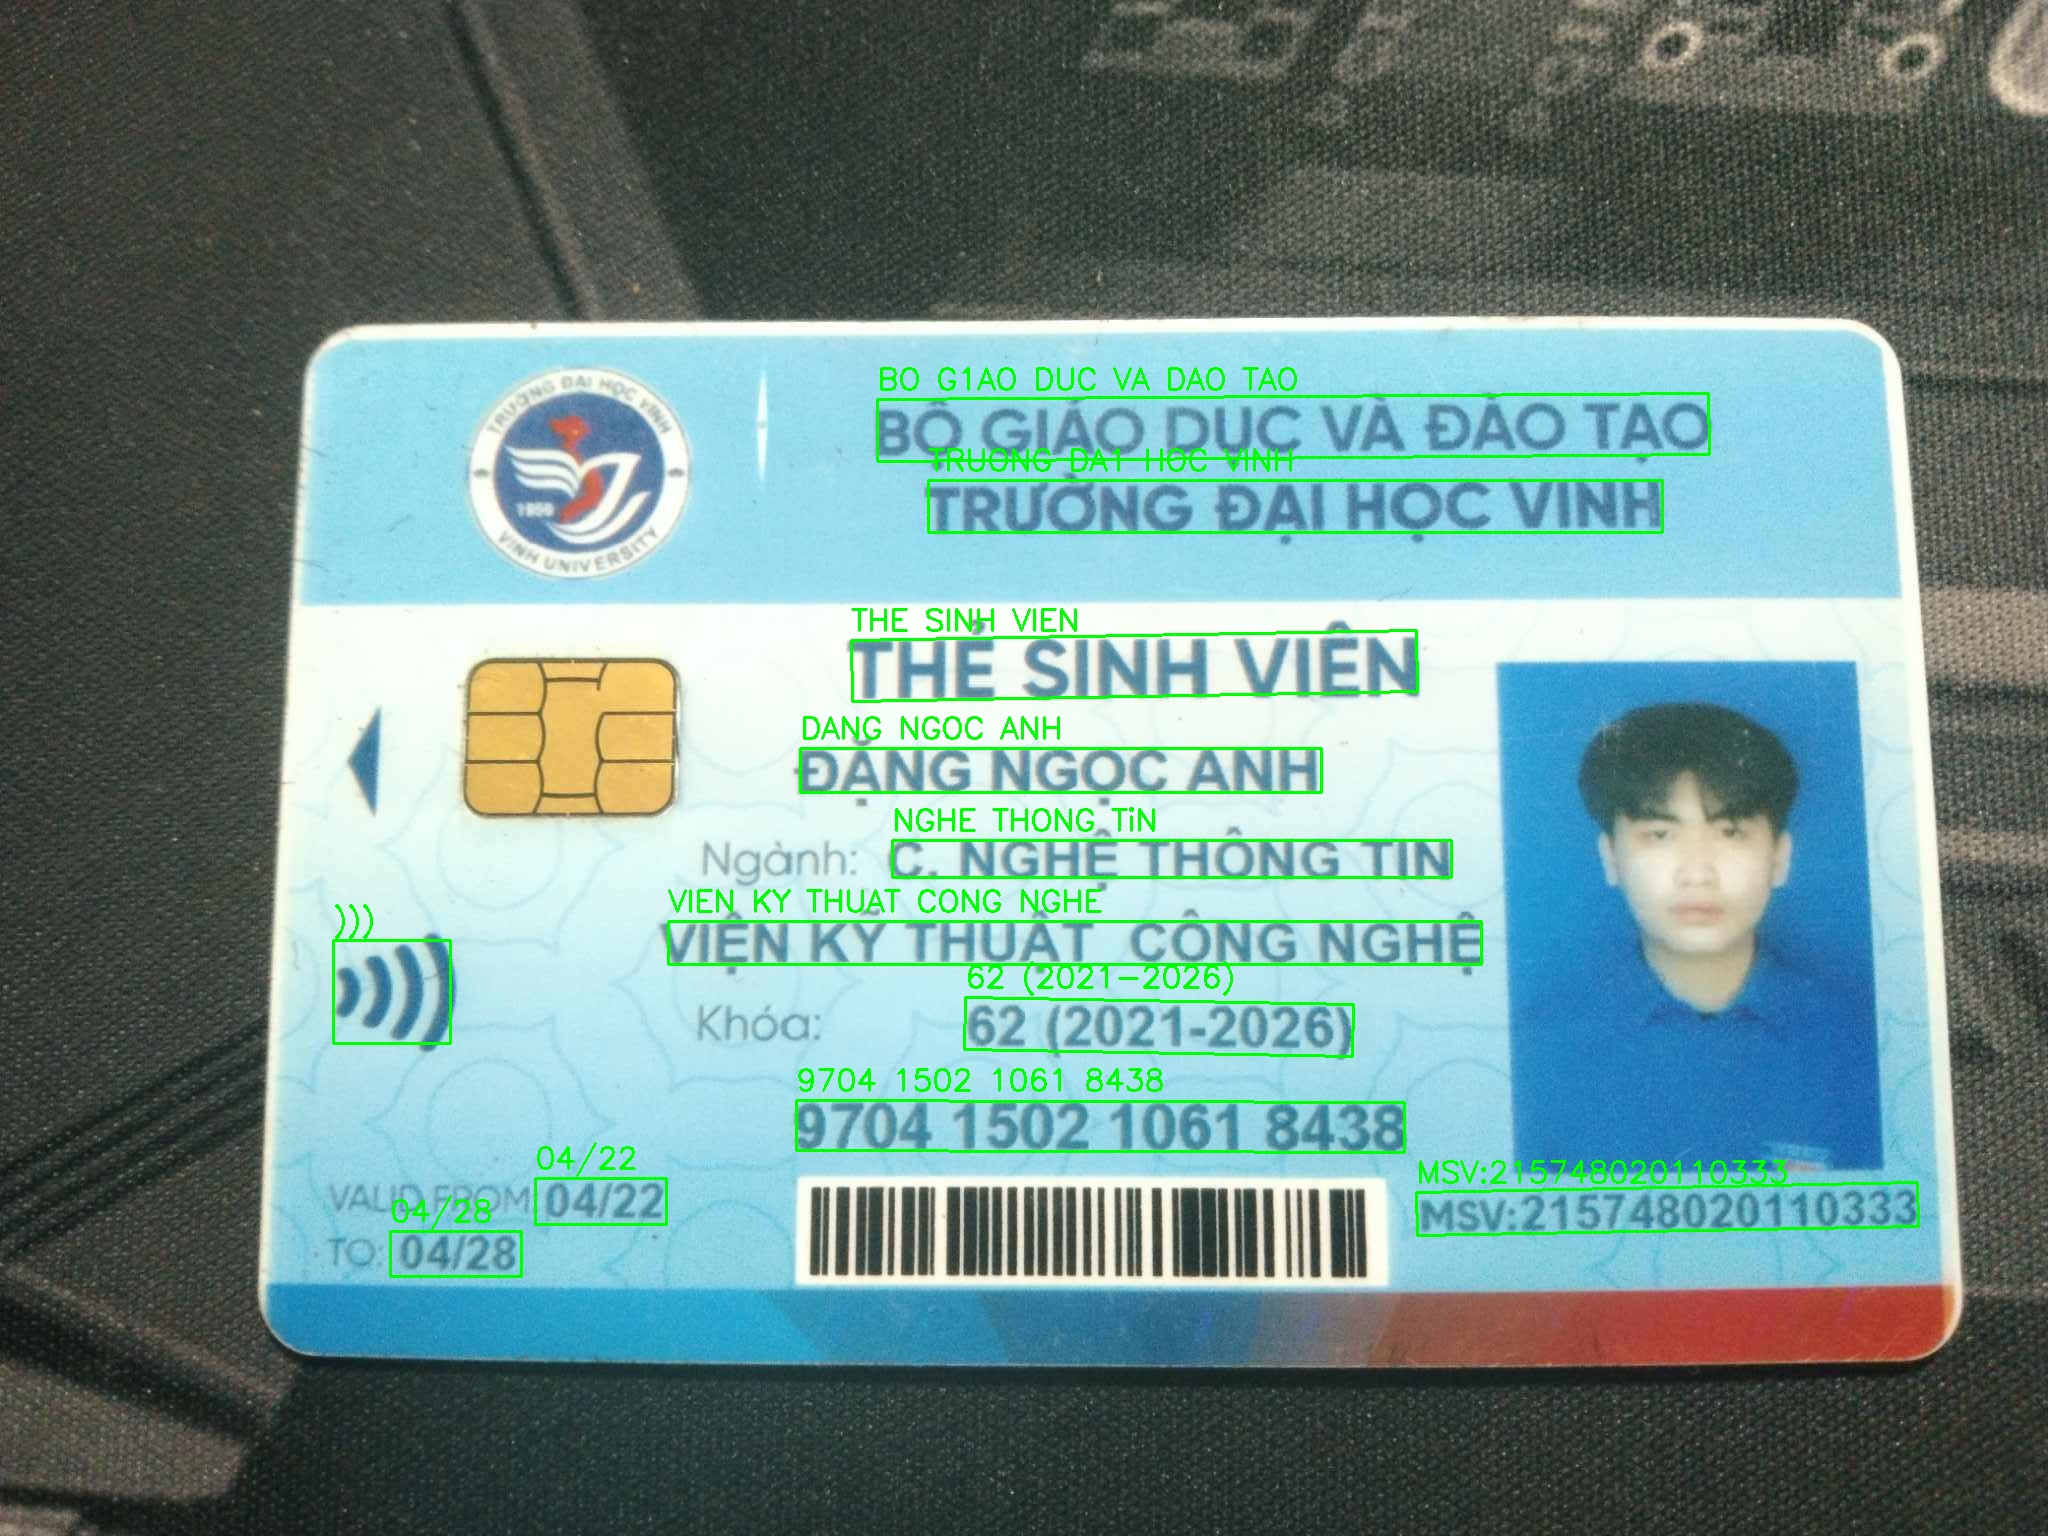 TRƯỜNG ĐẠI HỌC VINH
1959
VINH UNIVERSITY
BO G1AO DUC VA DAO TAO
BỘ GIÁO DỤC VÀ ĐÀO TẠO
TRUONG DA1 HOC VINH
TRƯỜNG ĐẠI HỌC VINH
THE SINH VIEN
THẺ SINH VIÊN
DANG NGOC ANH
ĐẶNG NGỌC ANH
NGHE THONG TiN
Ngành: C. NGHỆ THÔNG TIN
VIEN KY THUAT CONG NGHE
VIỆN KỸ THUẬT CÔNG NGHỆ
)))
62 (2021-2026)
Khóa: 62 (2021-2026)
9704 1502 1061 8438
9704 1502 1061 8438
04/22
VALID FROM: 04/22
04/28
TO: 04/28
MSV:215748020110333
MSV:215748020110333